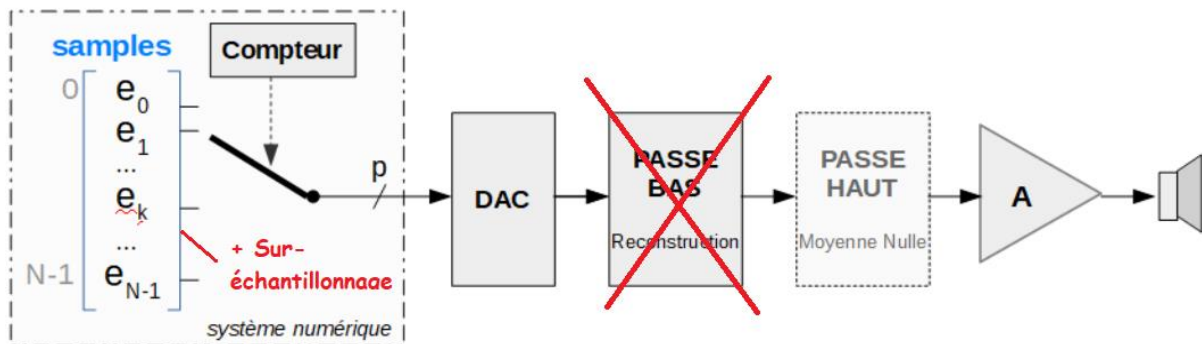 samples
Compteur
0
e0
e1
...
ek
...
N-1
eN-1
+ Sur-
échantillonnaae
système numérique
p
DAC
PASSE
BAS
Reconstruction
PASSE
HAUT
Moyenne Nulle
A